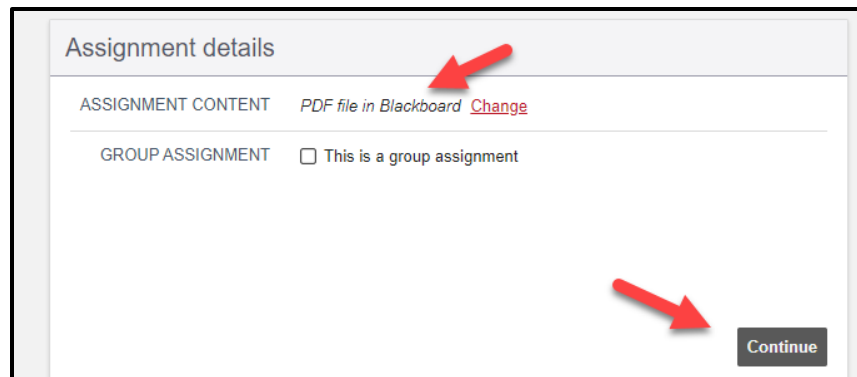 Assignment details
ASSIGNMENT CONTENT PDF file in Blackboard Change
GROUP ASSIGNMENT This is a group assignment
Continue